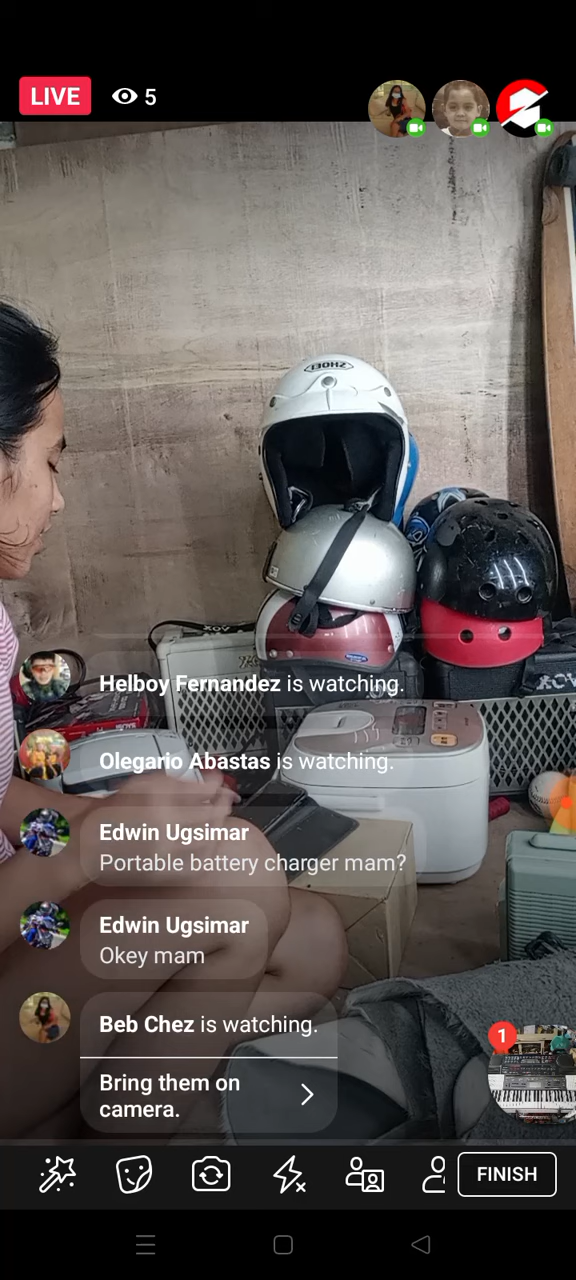 LIVE
5
SHOEI
Helboy Fernandez is watching.
Olegario Abastas is watching.
Edwin Ugsimar
Portable battery charger mam?
Edwin Ugsimar
Okey mam
Beb Chez is watching.
Bring them on
camera.
1
FINISH